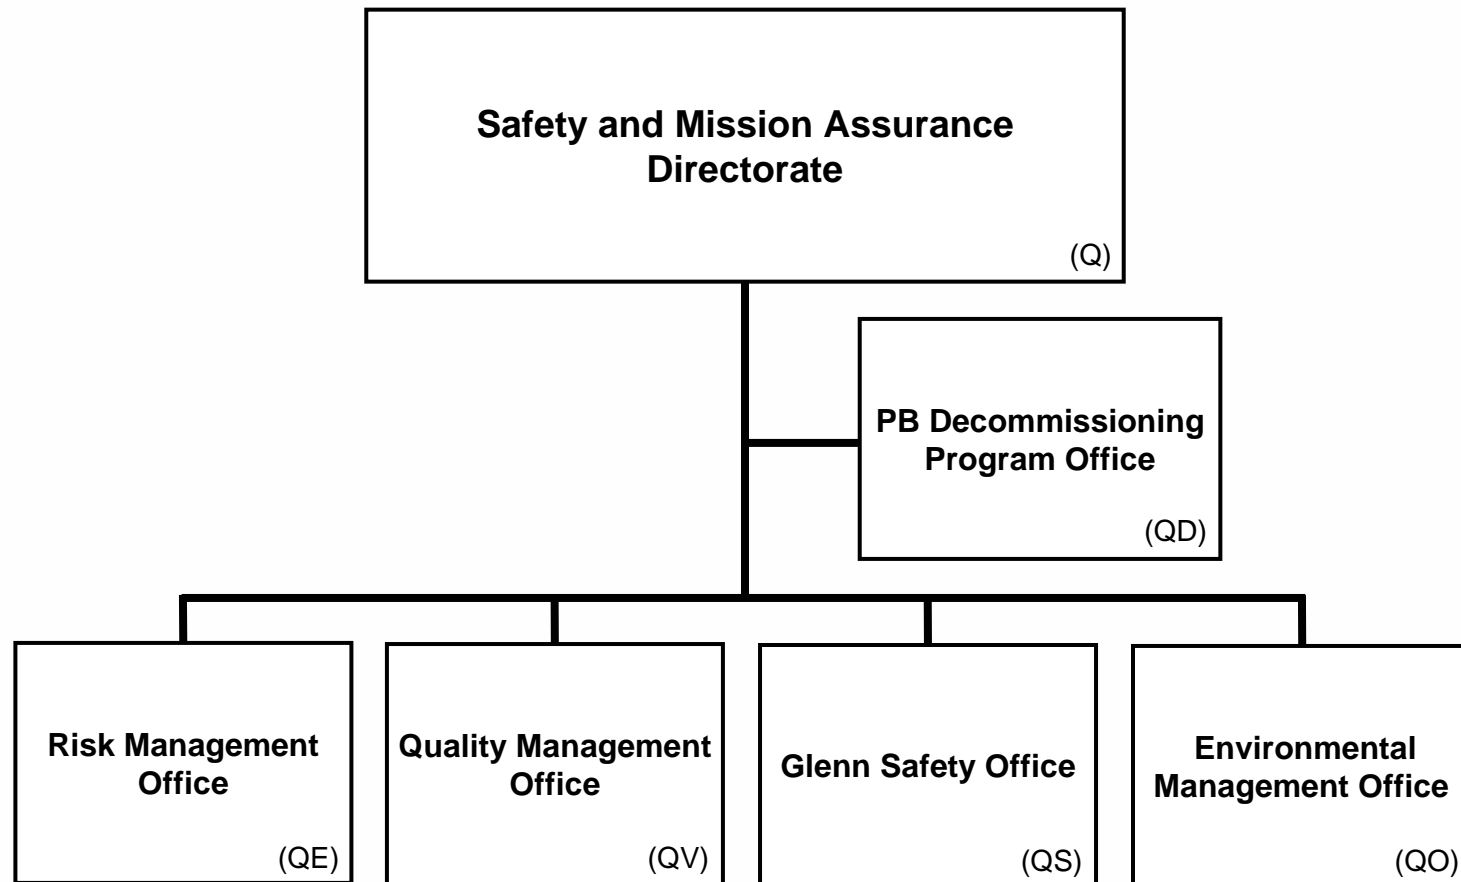 Safety and Mission Assurance
Directorate
(Q)
PB Decommissioning
Program Office
(QD)
Risk Management
Office
(QE)
Quality Management
Office
(QV)
Glenn Safety Office
(QS)
Environmental
Management Office
(QO)